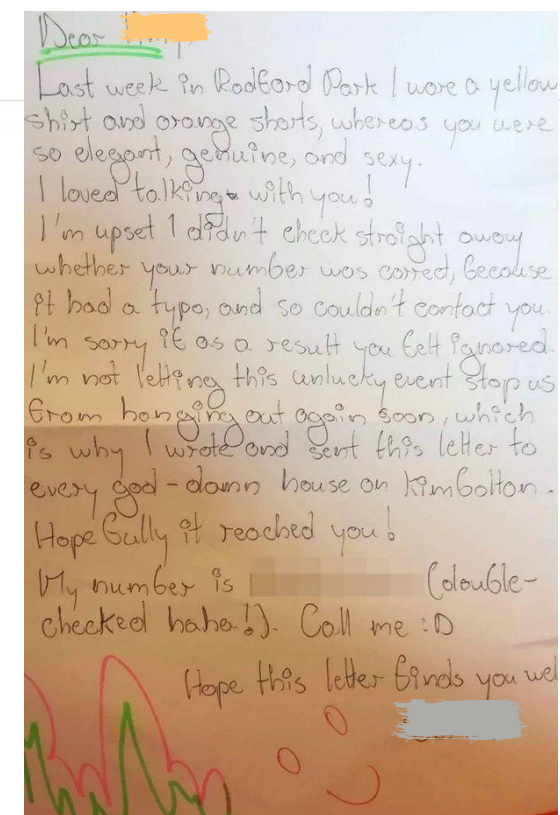 Dear
Last week in Radford Park I wore a yellow
shirt and orange shorts, whereas you were
so elegant, genuine, and sexy.
I loved talking with you!
I'm upset I didn't check straight away
whether your number was correct, because
it had a typo, and so couldn't contact you.
I'm sorry if as a result you felt ignored.
I'm not letting this unlucky event stop us
from hanging out again soon, which
is why I wrote and sent this letter to
every god-damn house on Kimbolton.
Hopefully it reached you!
My number is (double-
checked haha!). Call me :D
Hope this letter finds you wel